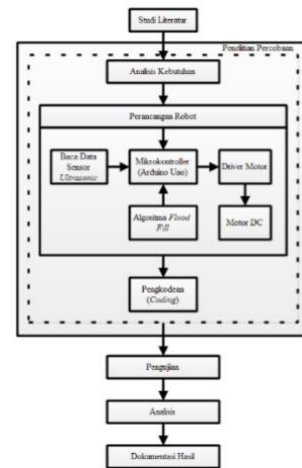 Studi Literatur
Penelitian Percobaan
Analisis Kebutuhan
Perancangan Robot
Baca Data
Sensor
Ultrasonic
Mikrokontroller
(Arduino Uno)
Driver Motor
Algoritma Flood
Fill
Motor DC
Pengkodean
(Coding)
Pengujian
Analisis
Dokumentasi Hasil